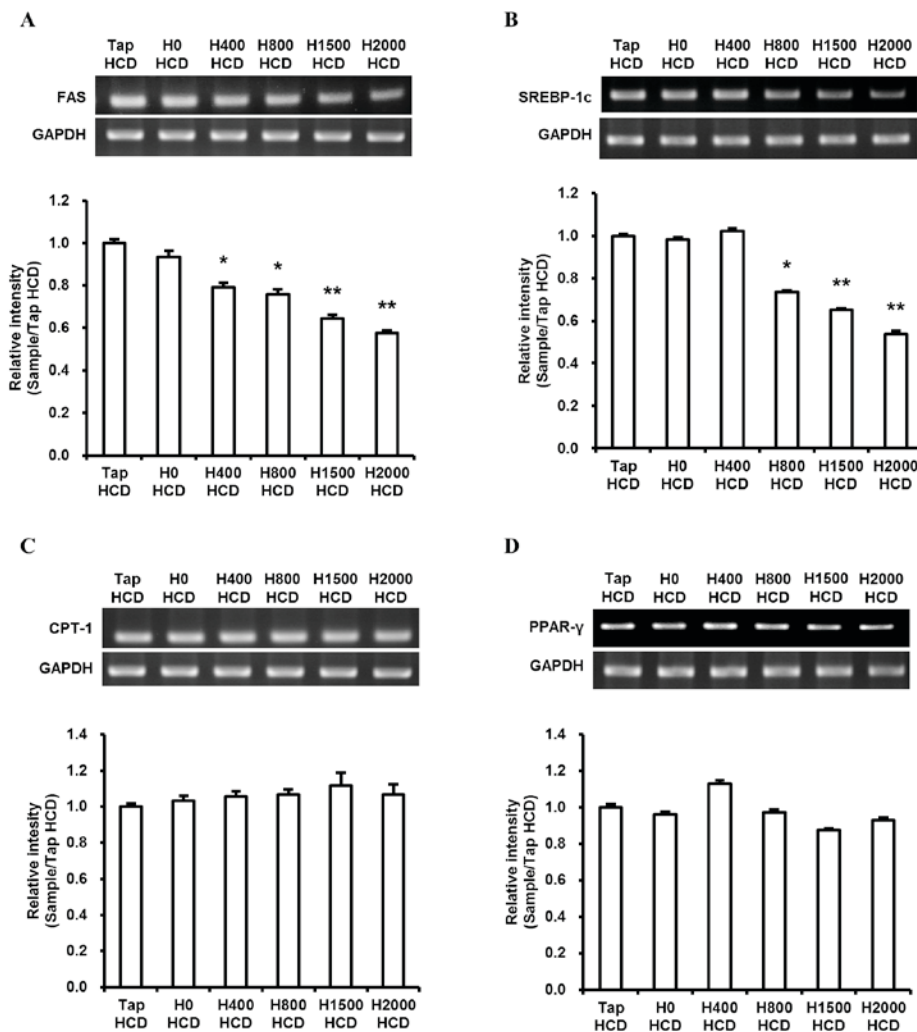 A
Tap H0 H400 H800 H1500 H2000
HCD HCD HCD HCD HCD HCD
FAS
GAPDH
Relative intensity
(Sample/Tap HCD)
1.2
1.0
0.8
0.6
0.4
0.2
0.0
* * ** **
Tap H0 H400 H800 H1500 H2000
HCD HCD HCD HCD HCD HCD
B
Tap H0 H400 H800 H1500 H2000
HCD HCD HCD HCD HCD HCD
SREBP-1c
GAPDH
Relative intensity
(Sample/Tap HCD)
1.2
1.0
0.8
0.6
0.4
0.2
0.0
* ** **
Tap H0 H400 H800 H1500 H2000
HCD HCD HCD HCD HCD HCD
C
Tap H0 H400 H800 H1500 H2000
HCD HCD HCD HCD HCD HCD
CPT-1
GAPDH
Relative intesity
(Sample/Tap HCD)
1.4
1.2
1.0
0.8
0.6
0.4
0.2
0.0
Tap H0 H400 H800 H1500 H2000
HCD HCD HCD HCD HCD HCD
D
Tap H0 H400 H800 H1500 H2000
HCD HCD HCD HCD HCD HCD
PPAR-γ
GAPDH
Relative intensity
(Sample/Tap HCD)
1.4
1.2
1.0
0.8
0.6
0.4
0.2
0.0
Tap H0 H400 H800 H1500 H2000
HCD HCD HCD HCD HCD HCD